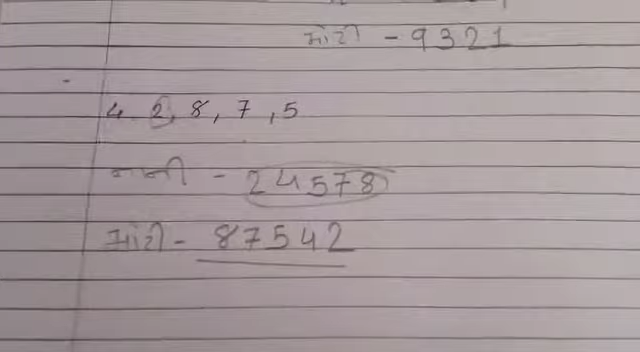 मोटी - 9321
4 2, 8, 7, 5
नानी - 24578
मोटी - 87542